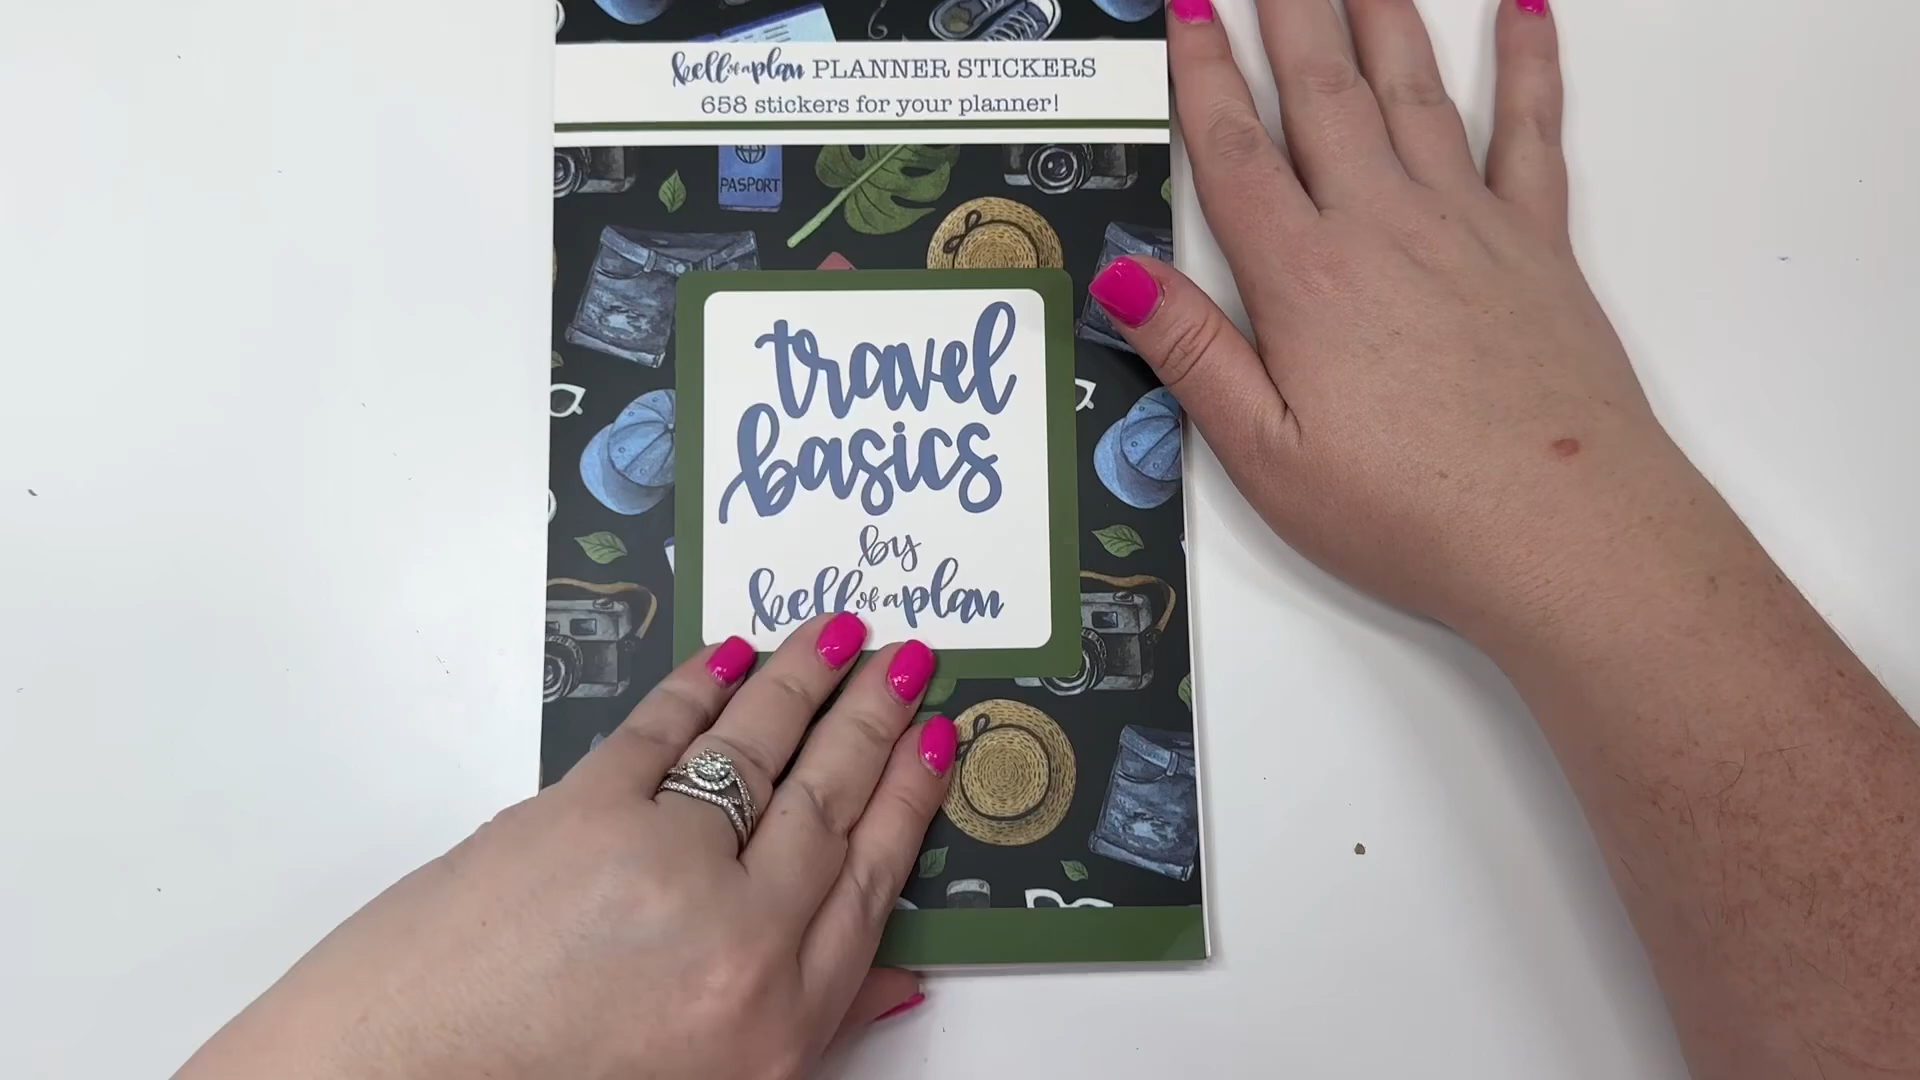 kell of a plan PLANNER STICKERS
658 stickers for your planner!
PASPORT
travel
basics
by
kell of a plan